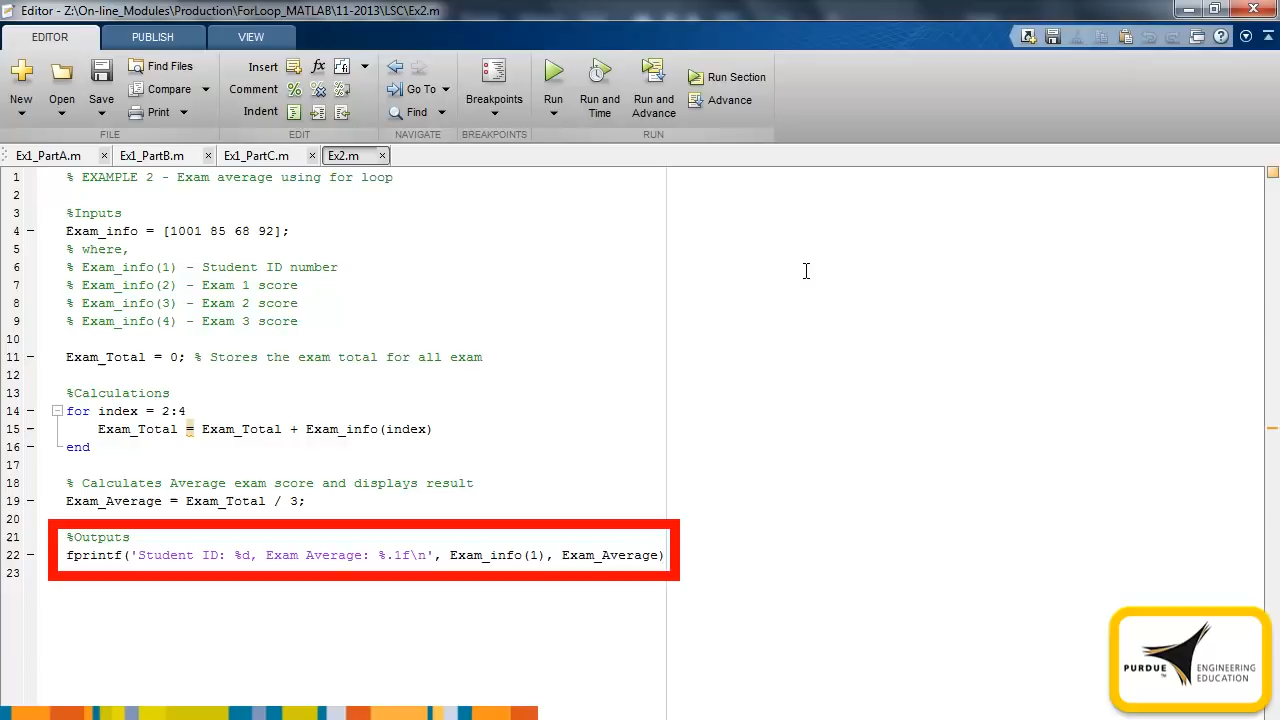 Editor - Z:\On-line_Modules\Production\ForLoop_MATLAB\11-2013\LSC\Ex2.m
EDITOR PUBLISH VIEW
New Open Save Find Files Compare Print
Insert Comment Indent
Go To Find
Breakpoints
Run Run and Time Run and Advance Run Section Advance
FILE EDIT NAVIGATE BREAKPOINTS RUN
Ex1_PartA.m Ex1_PartB.m Ex1_PartC.m Ex2.m
1 % EXAMPLE 2 - Exam average using for loop
2
3 %Inputs
4 Exam_info = [1001 85 68 92];
5 % where,
6 % Exam_info(1) - Student ID number
7 % Exam_info(2) - Exam 1 score
8 % Exam_info(3) - Exam 2 score
9 % Exam_info(4) - Exam 3 score
10
11 Exam_Total = 0; % Stores the exam total for all exam
12
13 %Calculations
14 for index = 2:4
15 Exam_Total = Exam_Total + Exam_info(index)
16 end
17
18 % Calculates Average exam score and displays result
19 Exam_Average = Exam_Total / 3;
20
21 %Outputs
22 fprintf('Student ID: %d, Exam Average: %.1f\n', Exam_info(1), Exam_Average)
23
PURDUE ENGINEERING EDUCATION